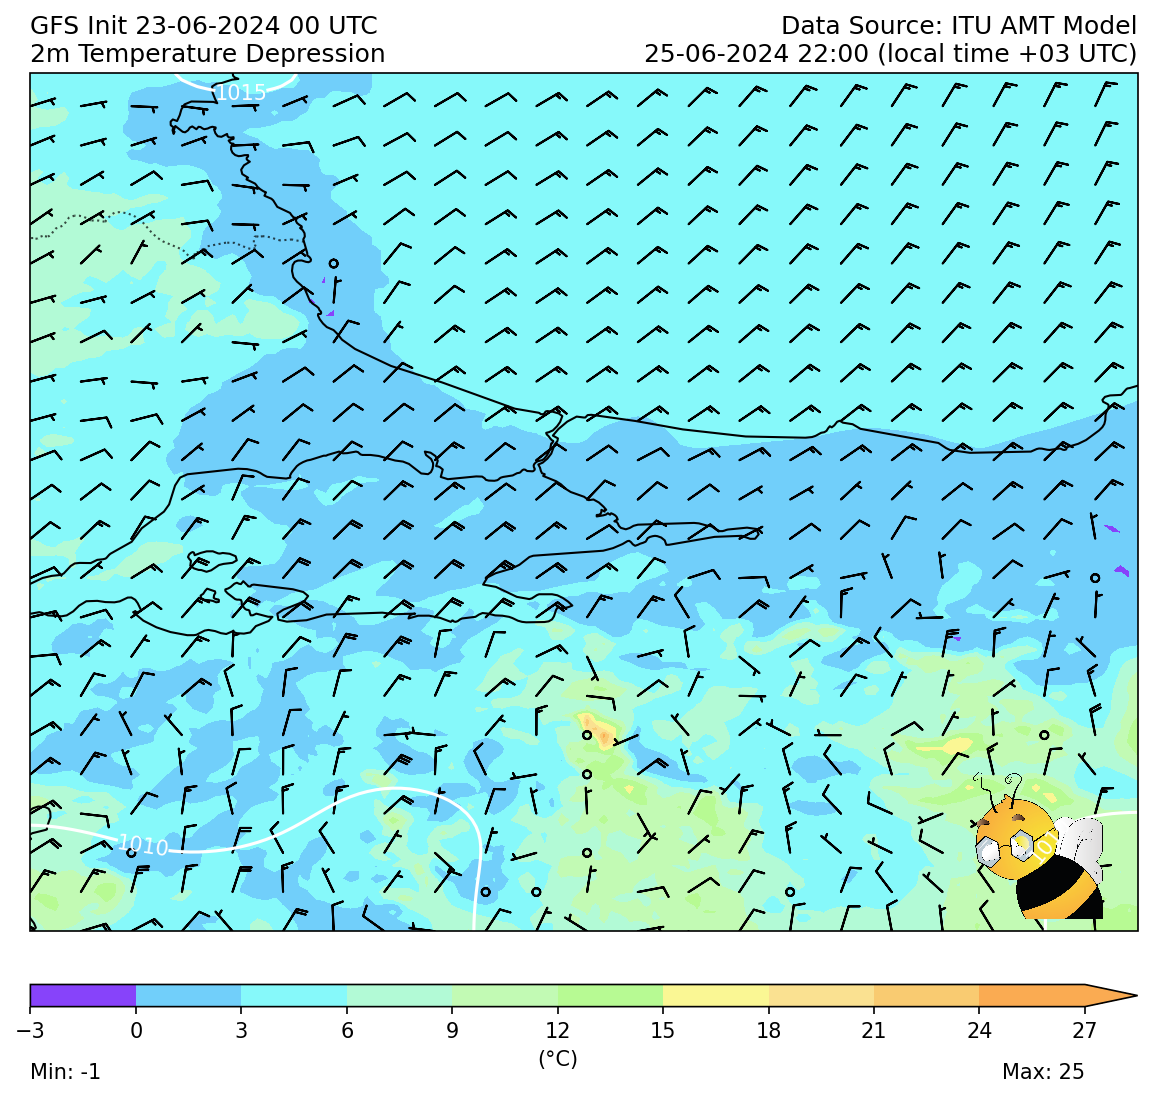 GFS Init 23-06-2024 00 UTC
Data Source: ITU AMT Model
2m Temperature Depression
25-06-2024 22:00 (local time +03 UTC)
1015
1010
−3 0 3 6 9 12 15 18 21 24 27
(°C)
Min: -1
Max: 25